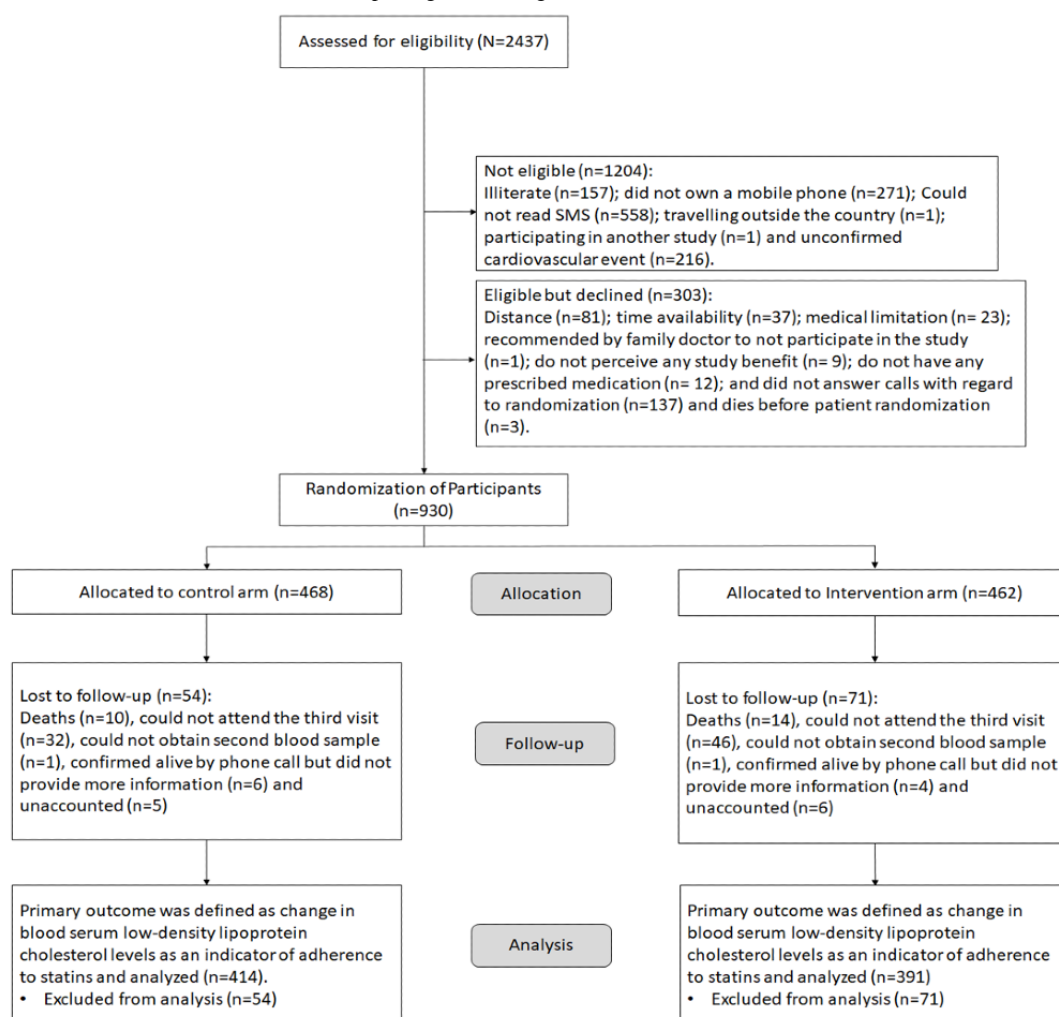 Assessed for eligibility (N=2437)
Not eligible (n=1204):
Illiterate (n=157); did not own a mobile phone (n=271); Could
not read SMS (n=558); travelling outside the country (n=1);
participating in another study (n=1) and unconfirmed
cardiovascular event (n=216).
Eligible but declined (n=303):
Distance (n=81); time availability (n=37); medical limitation (n= 23);
recommended by family doctor to not participate in the study
(n=1); do not perceive any study benefit (n= 9); do not have any
prescribed medication (n= 12); and did not answer calls with regard
to randomization (n=137) and dies before patient randomization
(n=3).
Randomization of Participants
(n=930)
Allocated to control arm (n=468)
Allocation
Allocated to Intervention arm (n=462)
Lost to follow-up (n=54):
Deaths (n=10), could not attend the third visit
(n=32), could not obtain second blood sample
(n=1), confirmed alive by phone call but did not
provide more information (n=6) and
unaccounted (n=5)
Follow-up
Lost to follow-up (n=71):
Deaths (n=14), could not attend the third visit
(n=46), could not obtain second blood sample
(n=1), confirmed alive by phone call but did not
provide more information (n=4) and
unaccounted (n=6)
Primary outcome was defined as change in
blood serum low-density lipoprotein
cholesterol levels as an indicator of adherence
to statins and analyzed (n=414).
• Excluded from analysis (n=54)
Analysis
Primary outcome was defined as change in
blood serum low-density lipoprotein
cholesterol levels as an indicator of adherence
to statins and analyzed (n=391)
• Excluded from analysis (n=71)